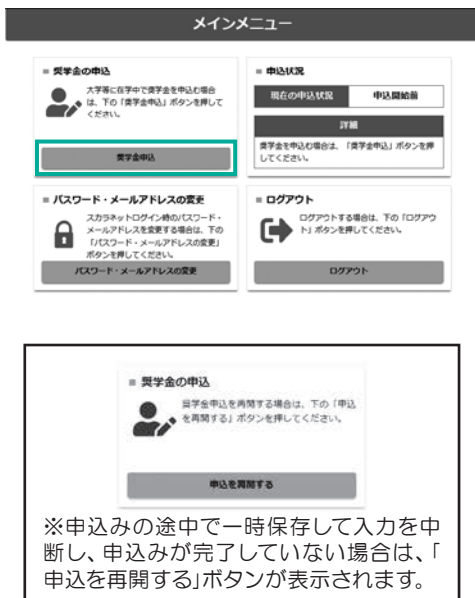 メインメニュー
≡ 奨学金の申込
大学等に在学中で奨学金を申込む場合
は、下の「奨学金申込」ボタンを押して
ください。
奨学金申込
≡ 申込状況
現在の申込状況 申込開始前
詳細
奨学金を申込む場合は、「奨学金申込」ボタンを押
してください。
≡ パスワード・メールアドレスの変更
スカラネットログイン時のパスワード・
メールアドレスを変更する場合は、下の
「パスワード・メールアドレスの変更」
ボタンを押してください。
パスワード・メールアドレスの変更
≡ ログアウト
ログアウトする場合は、下の「ログアウ
ト」ボタンを押してください。
ログアウト
≡ 奨学金の申込
奨学金申込を再開する場合は、下の「申込
を再開する」ボタンを押してください。
申込を再開する
※申込みの途中で一時保存して入力を中
断し、申込みが完了していない場合は、「
申込を再開する」ボタンが表示されます。